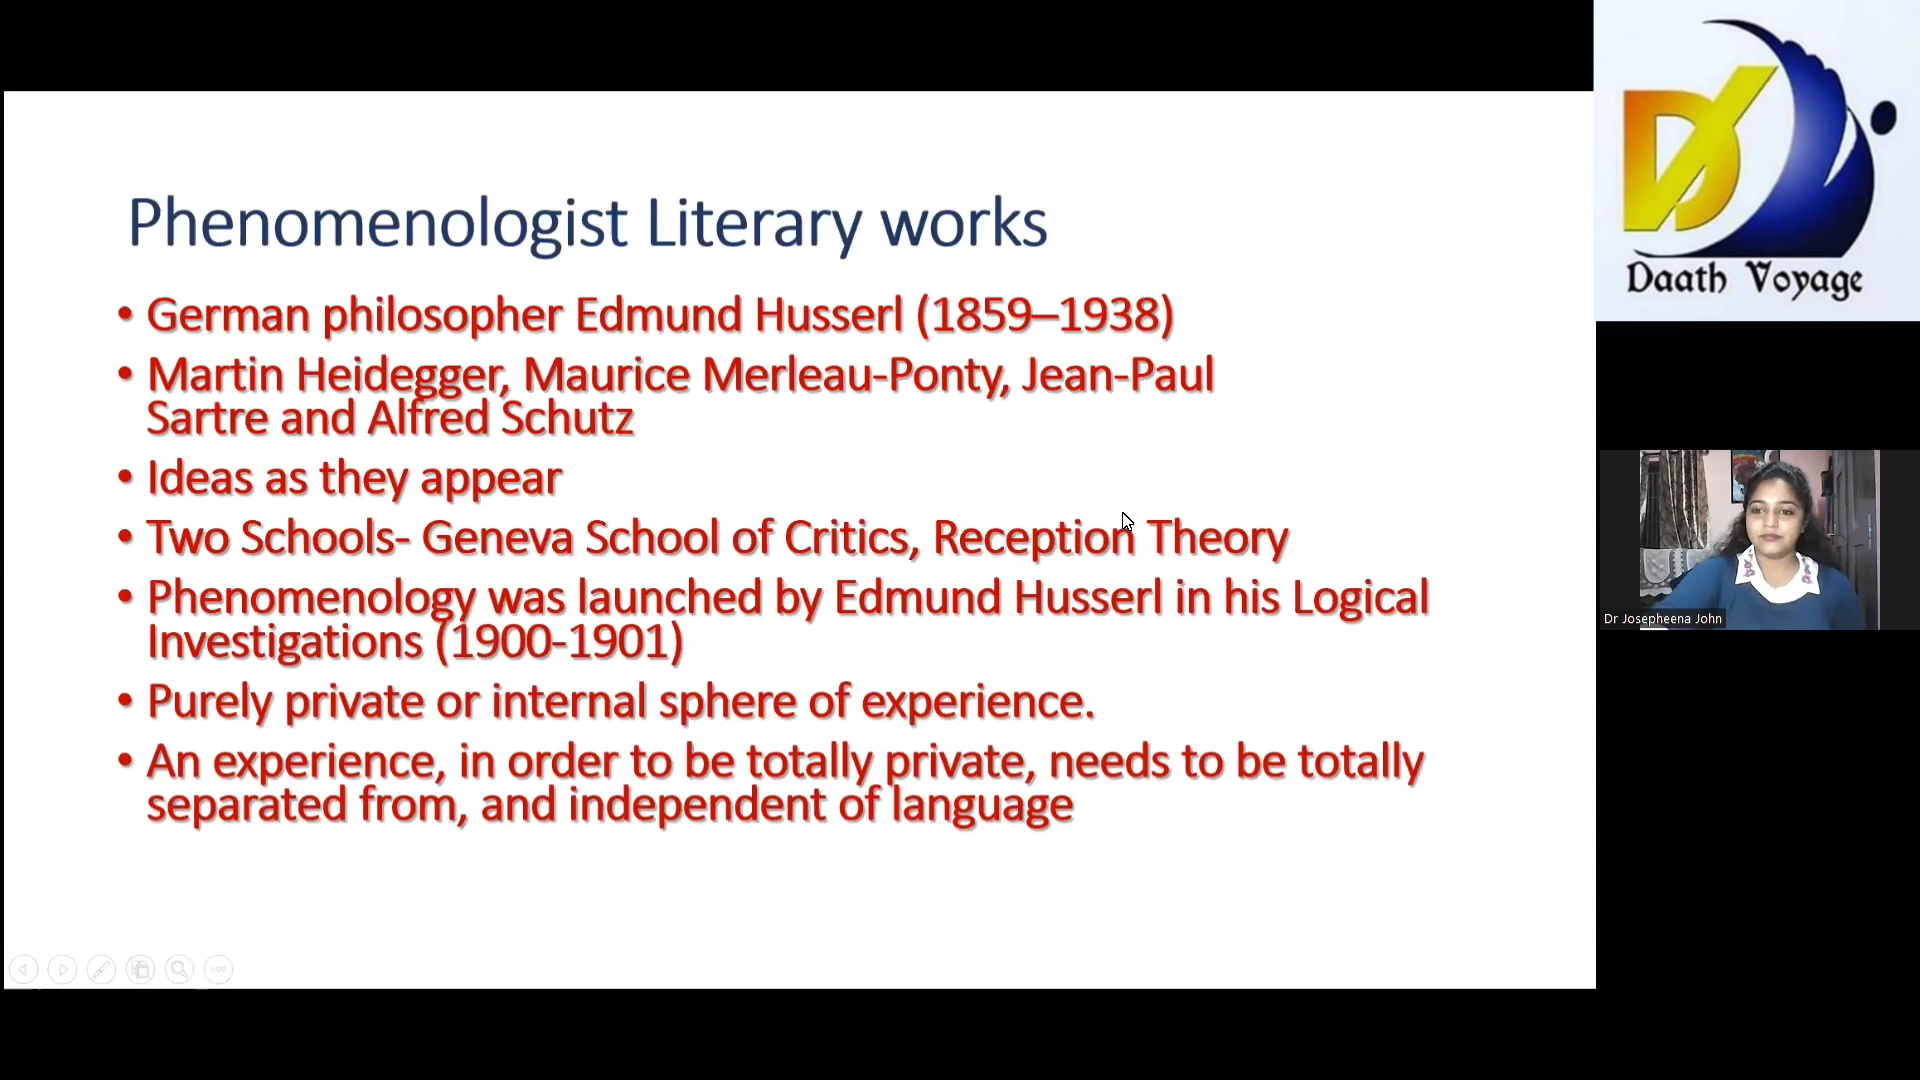 Phenomenologist Literary works
• German philosopher Edmund Husserl (1859–1938)
• Martin Heidegger, Maurice Merleau-Ponty, Jean-Paul
Sartre and Alfred Schutz
• Ideas as they appear
• Two Schools- Geneva School of Critics, Reception Theory
• Phenomenology was launched by Edmund Husserl in his Logical
Investigations (1900-1901)
• Purely private or internal sphere of experience.
• An experience, in order to be totally private, needs to be totally
separated from, and independent of language
DV
Daath Voyage
Dr Josepheena John